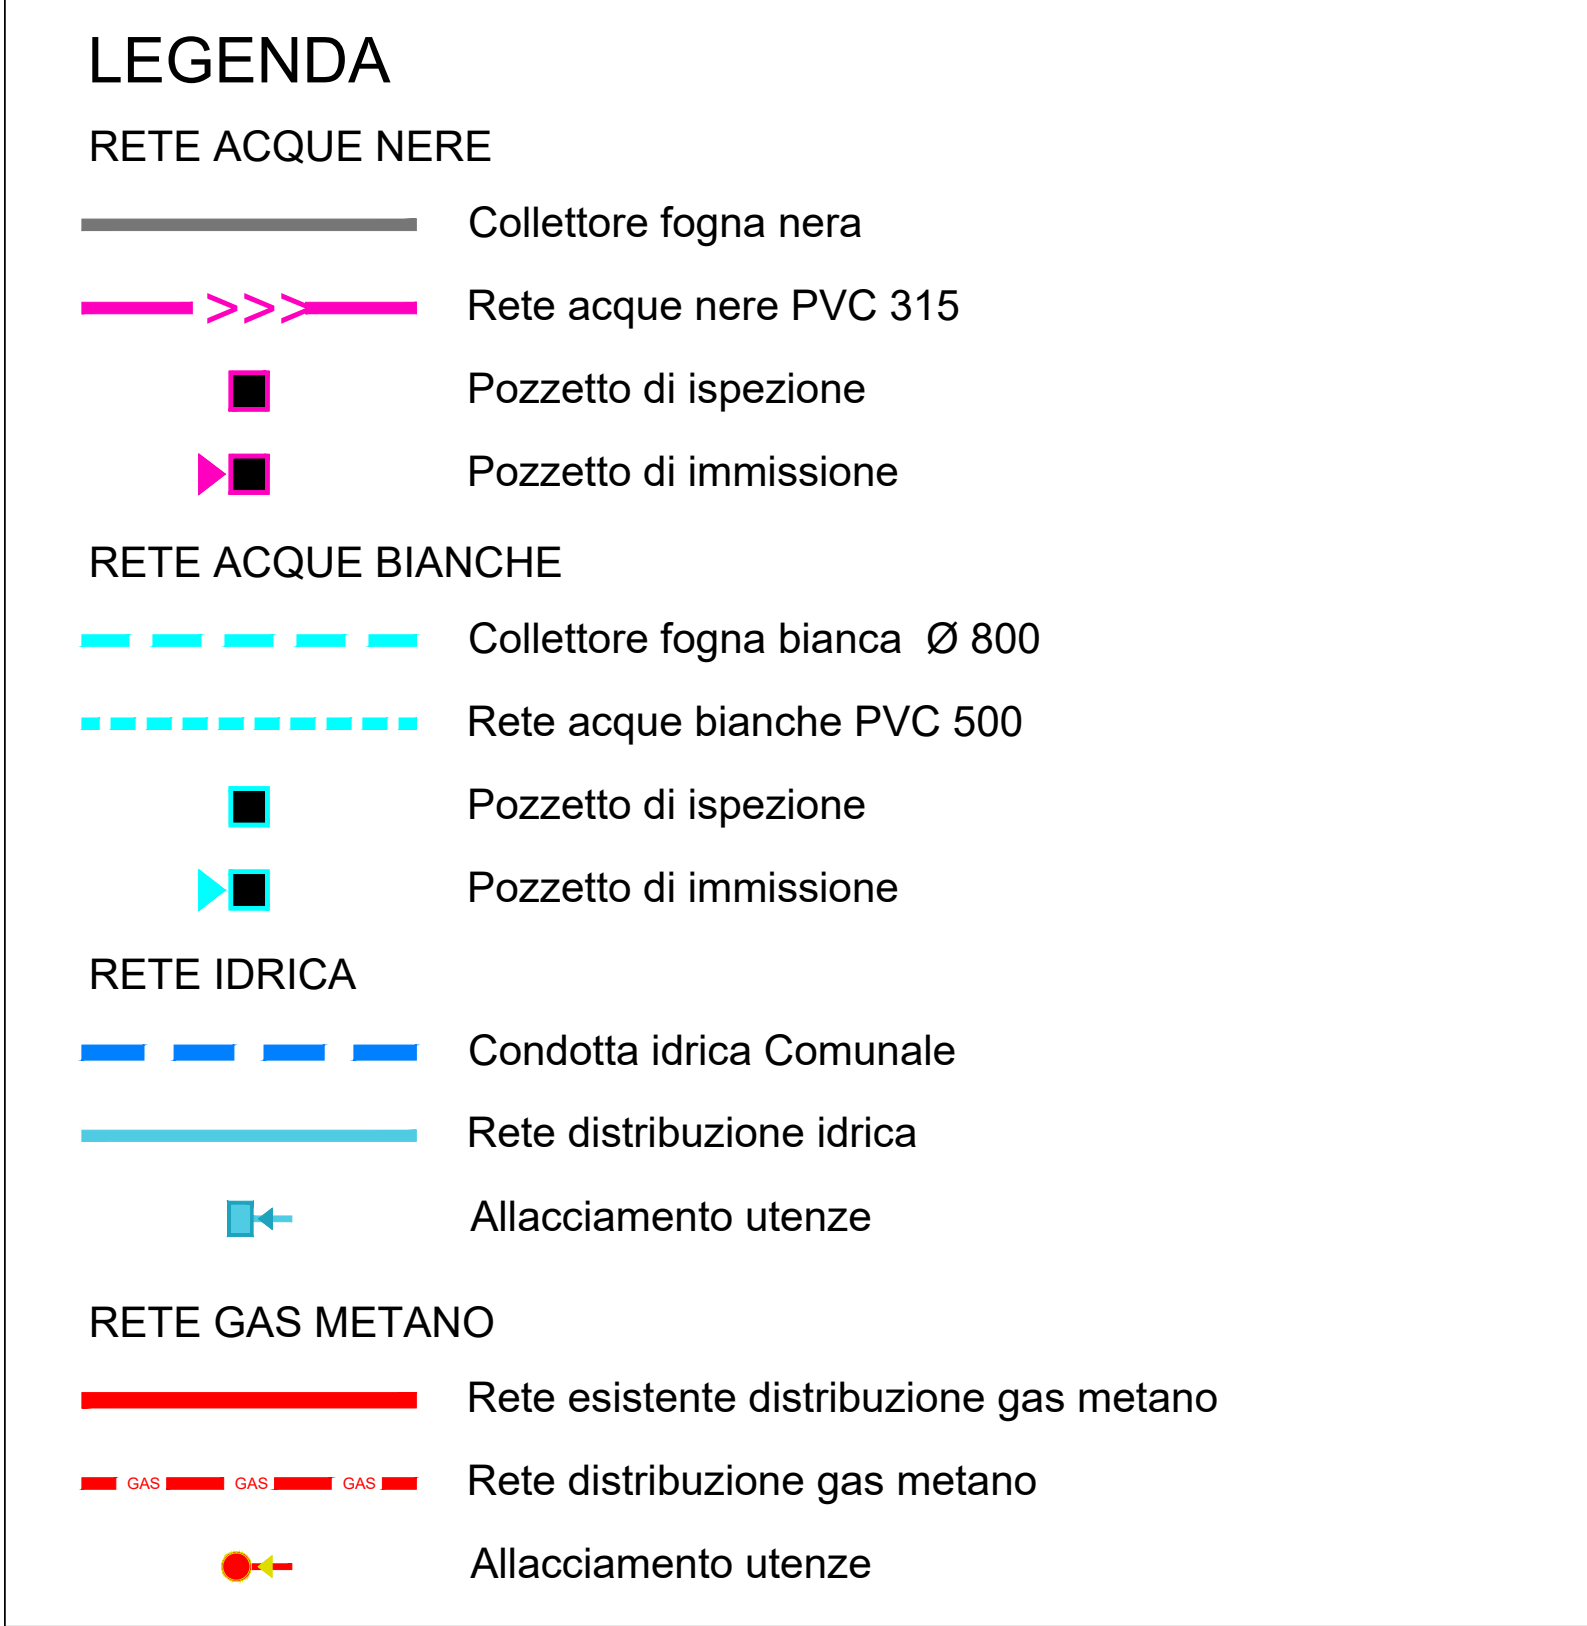 LEGENDA
RETE ACQUE NERE
Collettore fogna nera
>>> Rete acque nere PVC 315
Pozzetto di ispezione
Pozzetto di immissione
RETE ACQUE BIANCHE
Collettore fogna bianca  Ø 800
Rete acque bianche PVC 500
Pozzetto di ispezione
Pozzetto di immissione
RETE IDRICA
Condotta idrica Comunale
Rete distribuzione idrica
Allacciamento utenze
RETE GAS METANO
Rete esistente distribuzione gas metano
GAS GAS GAS Rete distribuzione gas metano
Allacciamento utenze